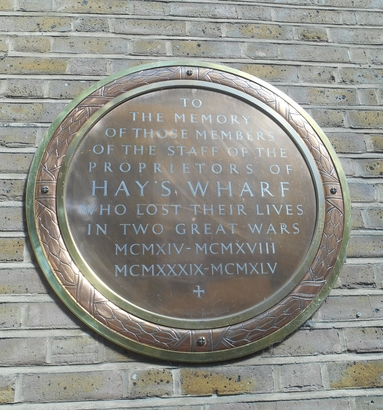 TO
THE MEMORY
OF THOSE MEMBERS
OF THE STAFF OF THE
PROPRIETORS OF
HAY'S WHARF
WHO LOST THEIR LIVES
IN TWO GREAT WARS
MCMXIV-MCMXVIII
MCMXXXIX-MCMXLV